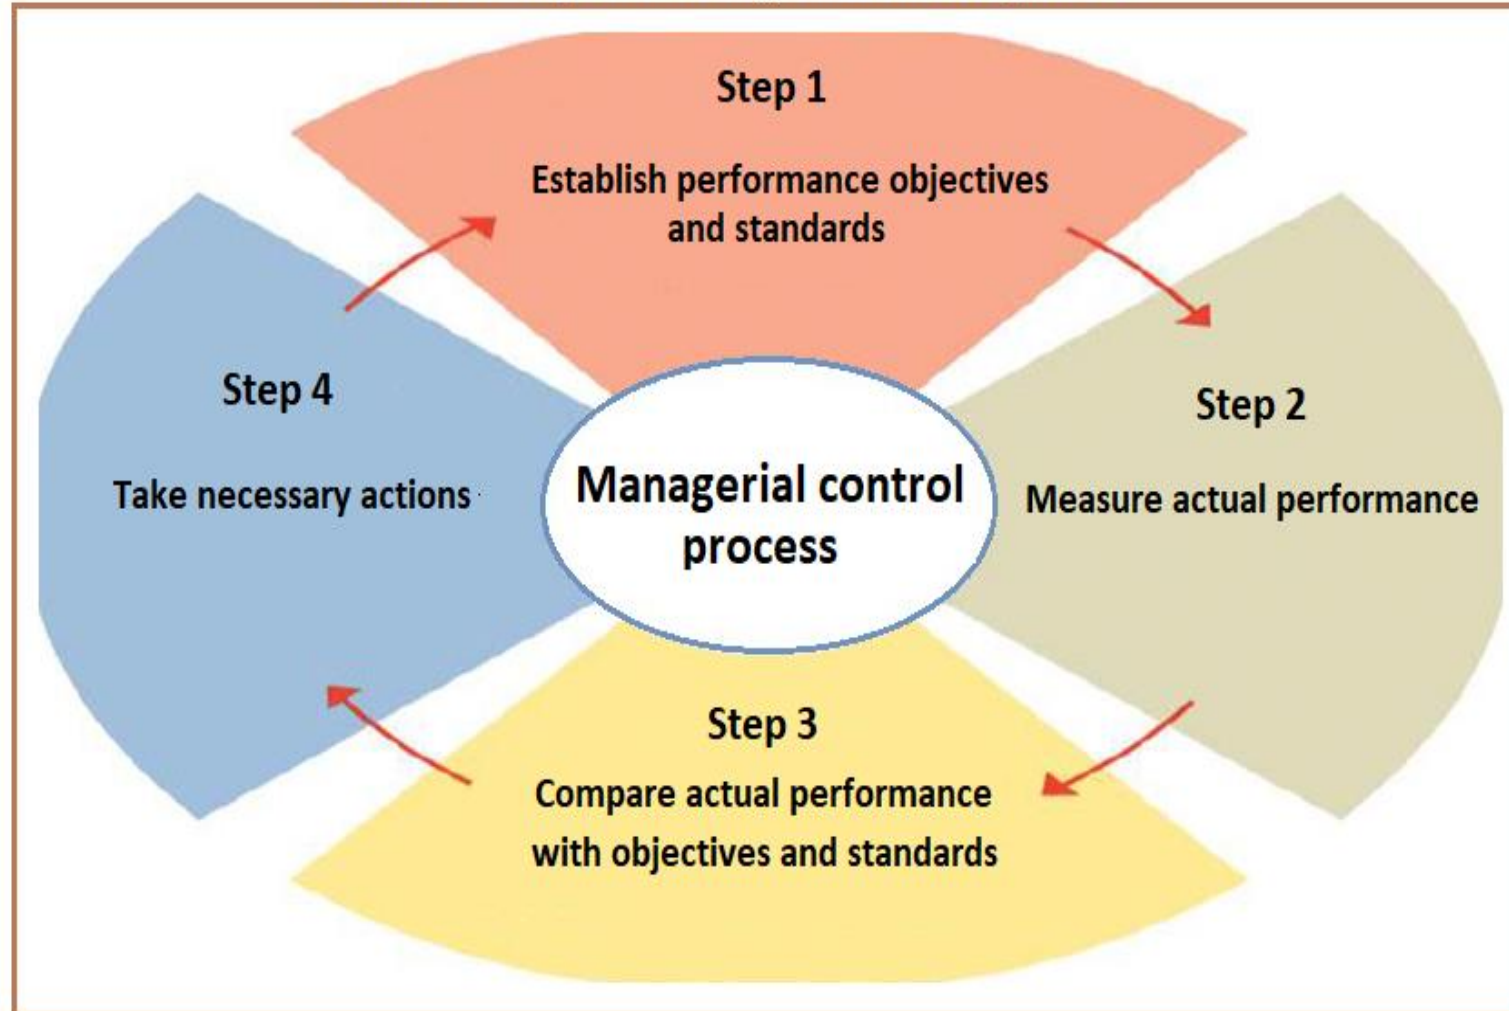 Step 1
Establish performance objectives
and standards
Step 2
Measure actual performance
Step 3
Compare actual performance
with objectives and standards
Step 4
Take necessary actions
Managerial control
process